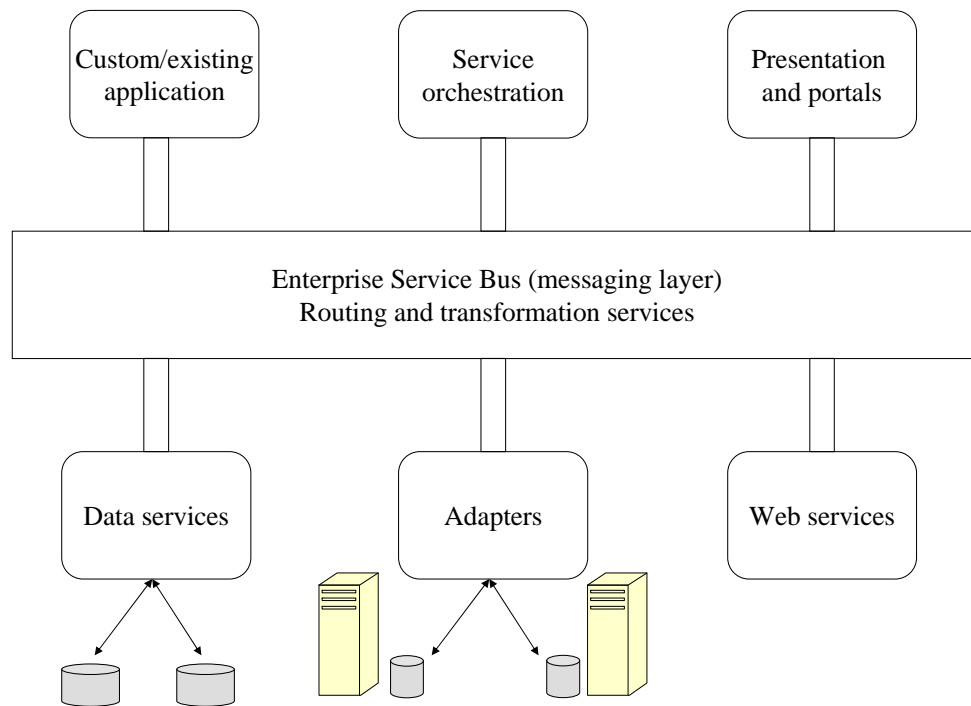 Custom/existing
application
Service
orchestration
Presentation
and portals
Enterprise Service Bus (messaging layer)
Routing and transformation services
Data services
Adapters
Web services